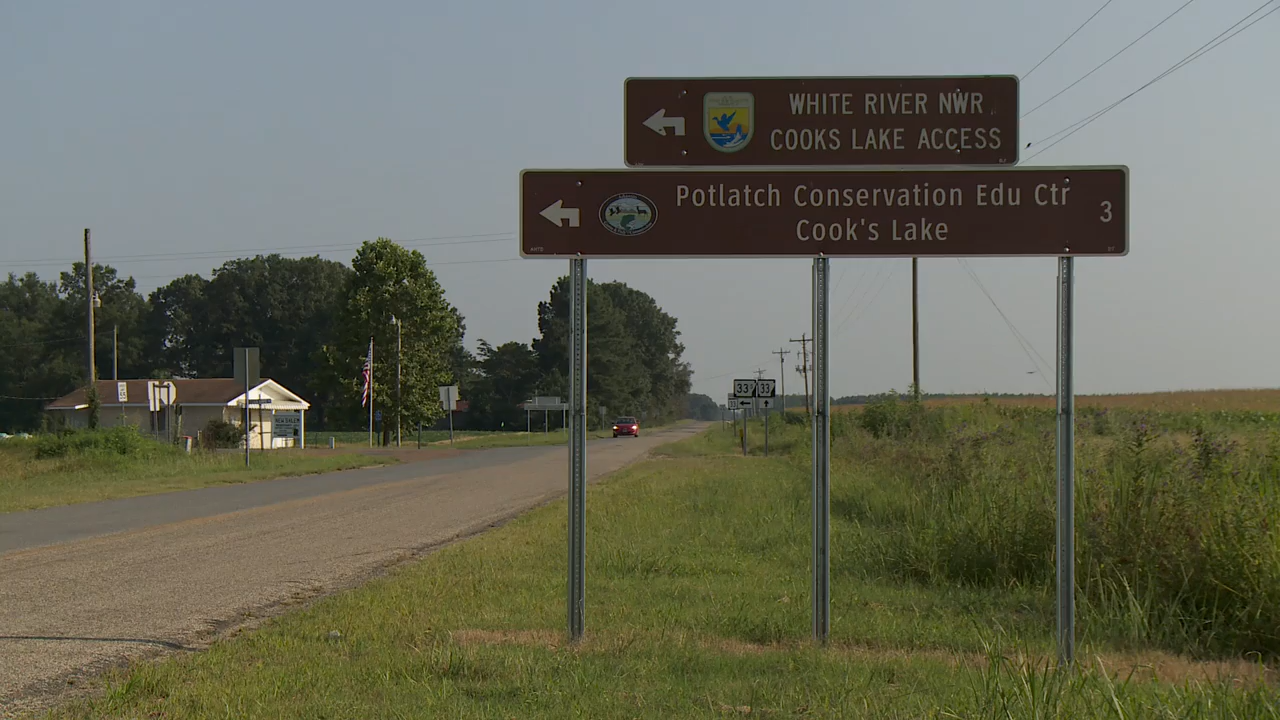 WHITE RIVER NWR
COOKS LAKE ACCESS
Potlatch Conservation Edu Ctr
Cook's Lake
3
33
33